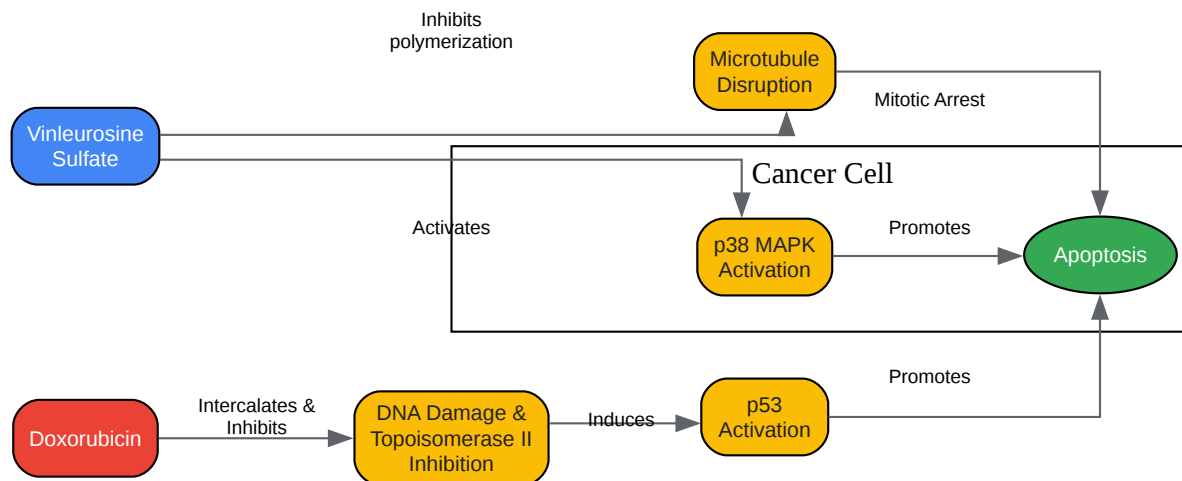 Inhibits
polymerization
Microtubule
Disruption
Mitotic Arrest
Vinleurosine
Sulfate
Cancer Cell
Activates
p38 MAPK
Activation
Promotes
Apoptosis
Doxorubicin
Intercalates &
Inhibits
DNA Damage &
Topoisomerase II
Inhibition
Induces
p53
Activation
Promotes